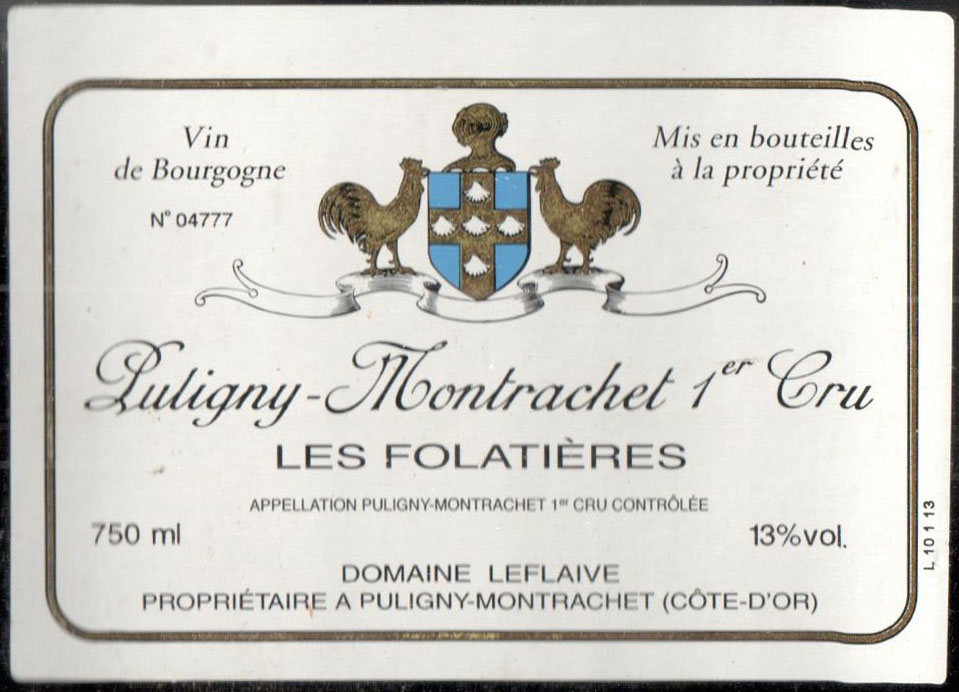 Vin
de Bourgogne
N° 04777
Mis en bouteilles
à la propriété
Puligny-Montrachet 1er Cru
LES FOLATIÈRES
APPELLATION PULIGNY-MONTRACHET 1er CRU CONTRÔLÉE
750 ml
13%vol.
DOMAINE LEFLAIVE
PROPRIÉTAIRE A PULIGNY-MONTRACHET (CÔTE-D'OR)
L 10 1 13